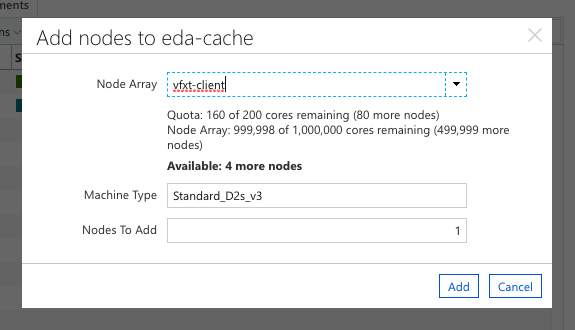 ments
ns
S
Add nodes to eda-cache
Node Array vfxt-client
Quota: 160 of 200 cores remaining (80 more nodes)
Node Array: 999,998 of 1,000,000 cores remaining (499,999 more
nodes)
Available: 4 more nodes
Machine Type Standard_D2s_v3
Nodes To Add 1
Add Cancel